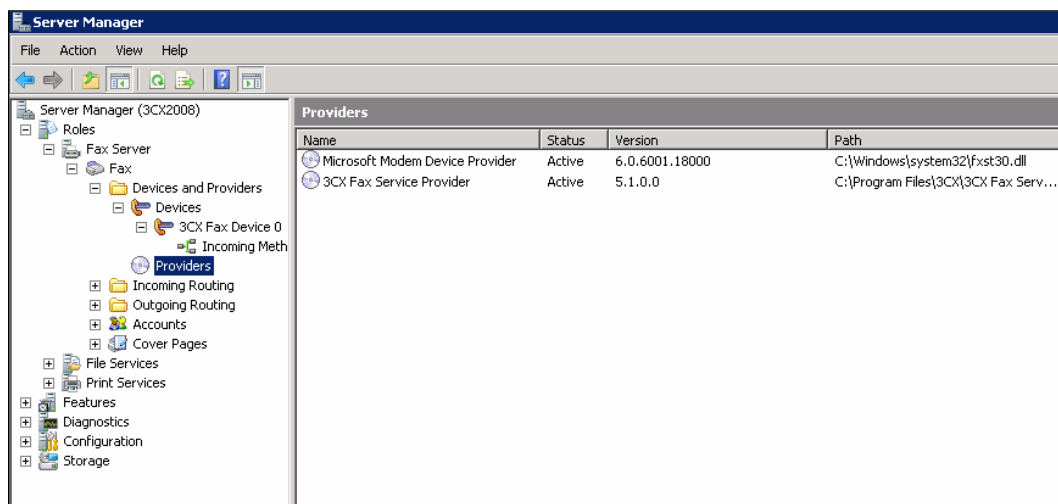 Server Manager
File Action View Help
Server Manager (3CX2008)
Roles
Fax Server
Fax
Devices and Providers
Devices
3CX Fax Device 0
Incoming Meth
Providers
Incoming Routing
Outgoing Routing
Accounts
Cover Pages
File Services
Print Services
Features
Diagnostics
Configuration
Storage
Providers
Name Status Version Path
Microsoft Modem Device Provider Active 6.0.6001.18000 C:\Windows\system32\fxst30.dll
3CX Fax Service Provider Active 5.1.0.0 C:\Program Files\3CX\3CX Fax Serv...